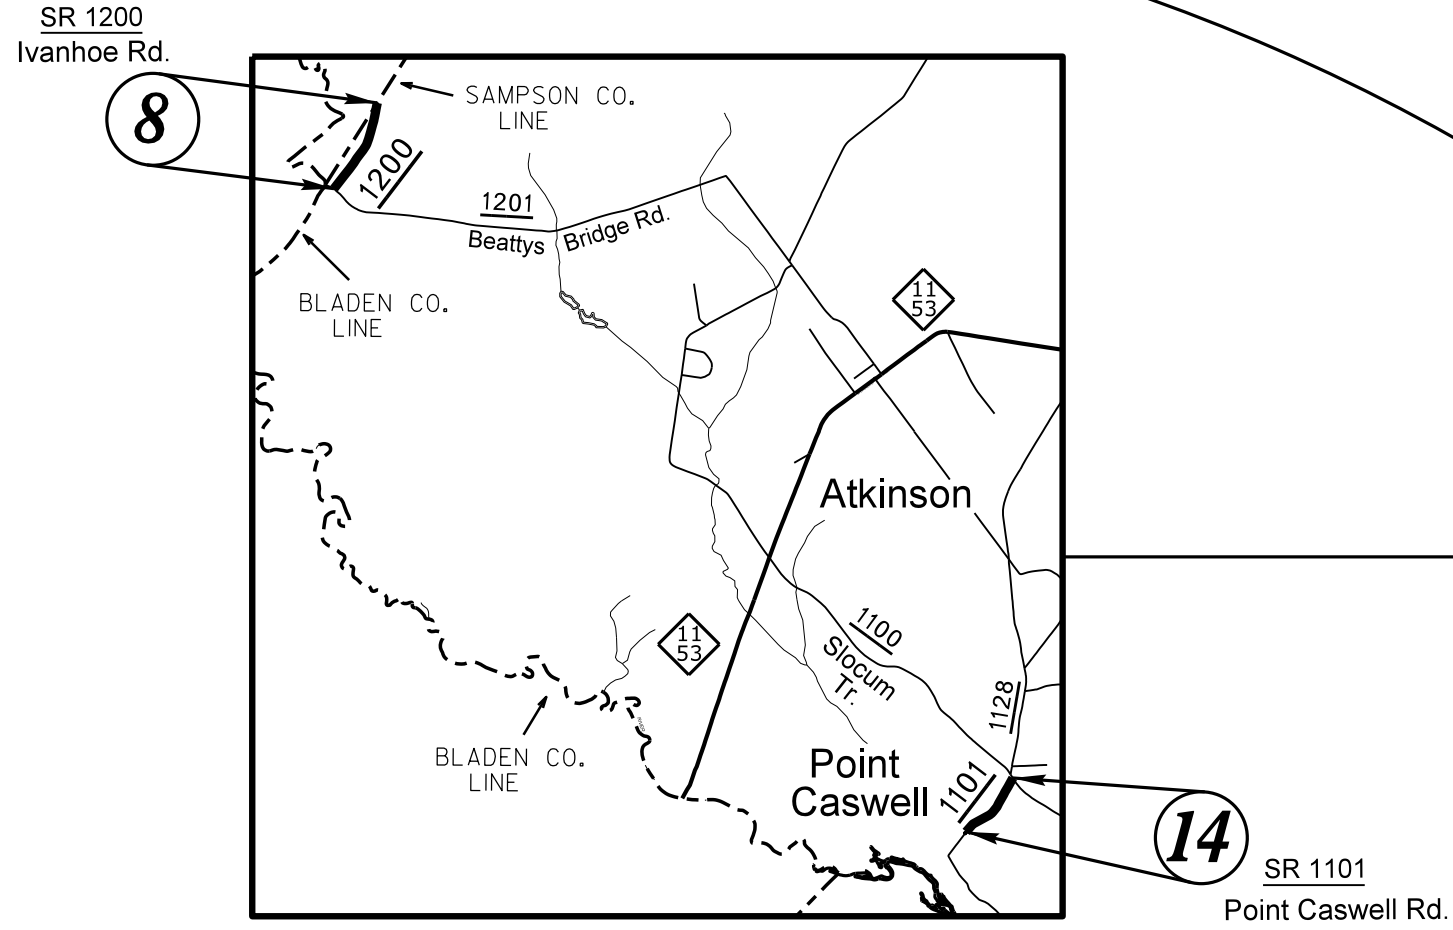 SR 1200
Ivanhoe Rd.
8
SAMPSON CO.
LINE
1200
1201
Beattys Bridge Rd.
BLADEN CO.
LINE
11
53
Atkinson
11
53
1100
Slocum
Tr.
1128
BLADEN CO.
LINE
Point
Caswell
1101
14
SR 1101
Point Caswell Rd.